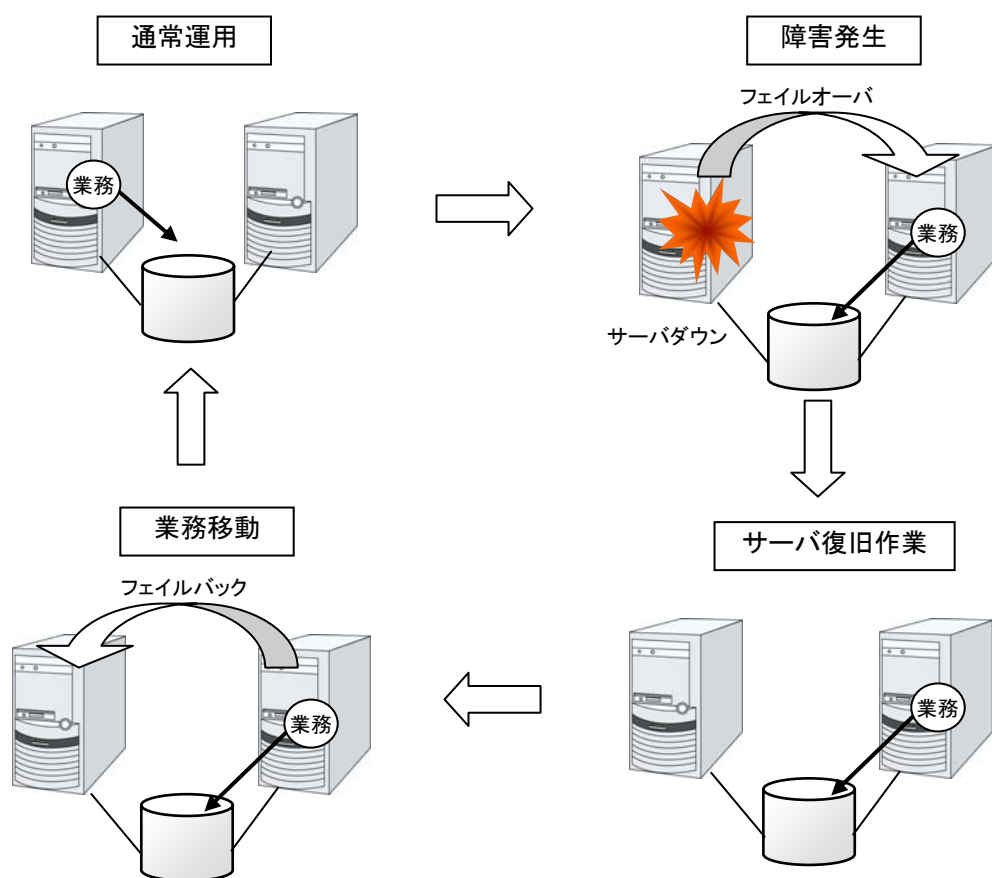 通常運用
障害発生
フェイルオーバ
業務
業務
サーバダウン
業務移動
サーバ復旧作業
フェイルバック
業務
業務